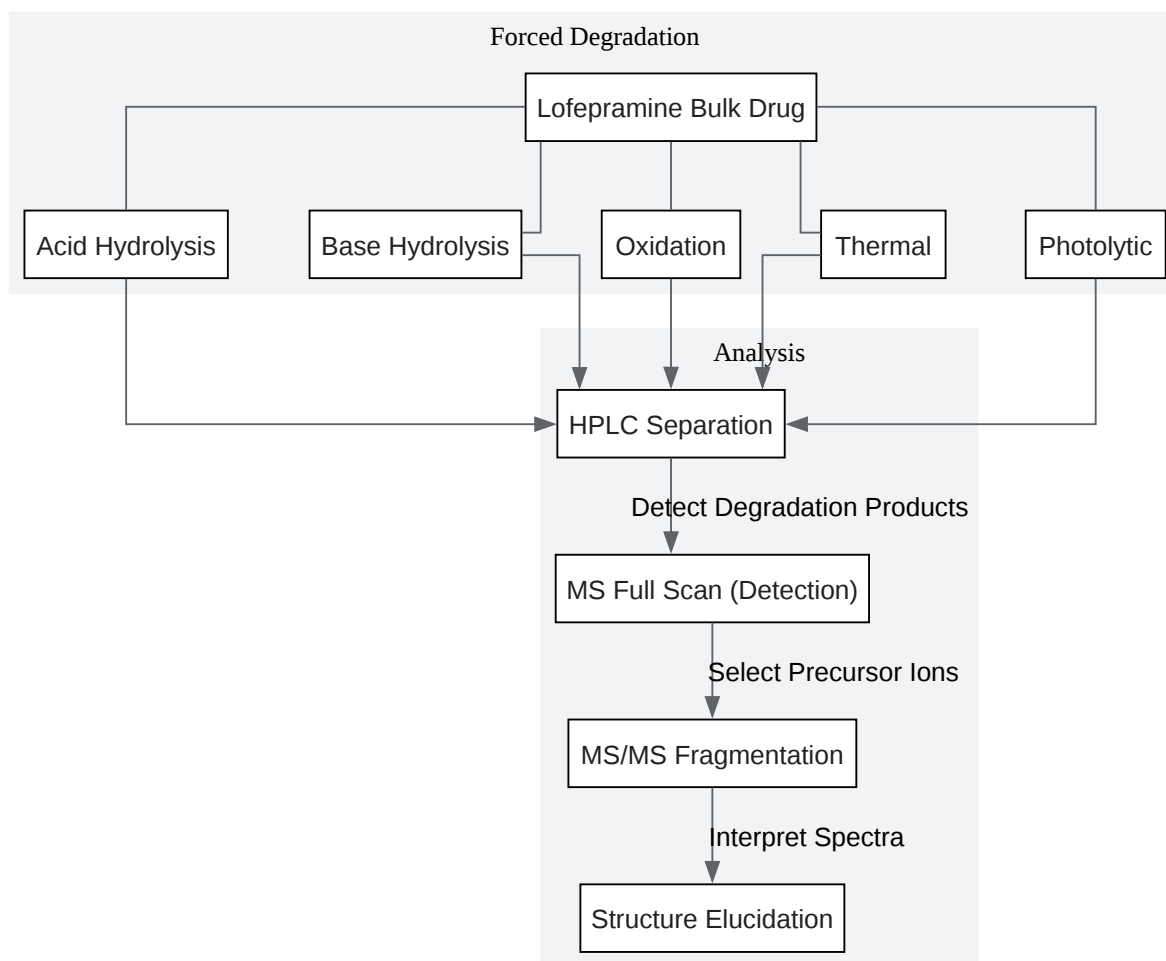 Forced Degradation
Lofepramine Bulk Drug
Acid Hydrolysis
Base Hydrolysis
Oxidation
Thermal
Photolytic
Analysis
HPLC Separation
Detect Degradation Products
MS Full Scan (Detection)
Select Precursor Ions
MS/MS Fragmentation
Interpret Spectra
Structure Elucidation